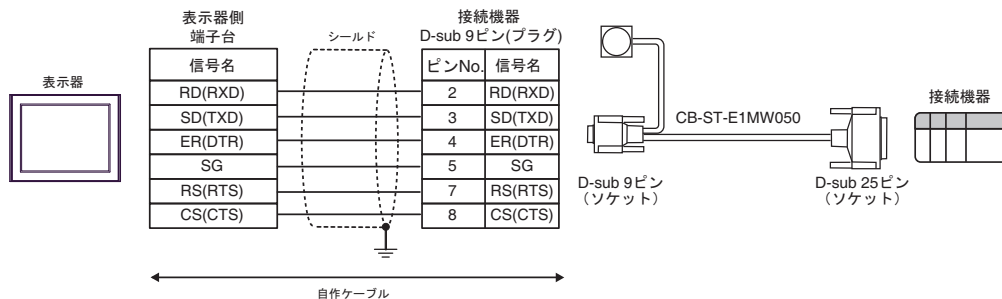 表示器
表示器側
端子台
シールド
接続機器
D-sub 9ピン(プラグ)
信号名
ピンNo.
信号名
RD(RXD)
2
RD(RXD)
SD(TXD)
3
SD(TXD)
ER(DTR)
4
ER(DTR)
SG
5
SG
RS(RTS)
7
RS(RTS)
CS(CTS)
8
CS(CTS)
自作ケーブル
CB-ST-E1MW050
D-sub 9ピン
(ソケット)
D-sub 25ピン
(ソケット)
接続機器